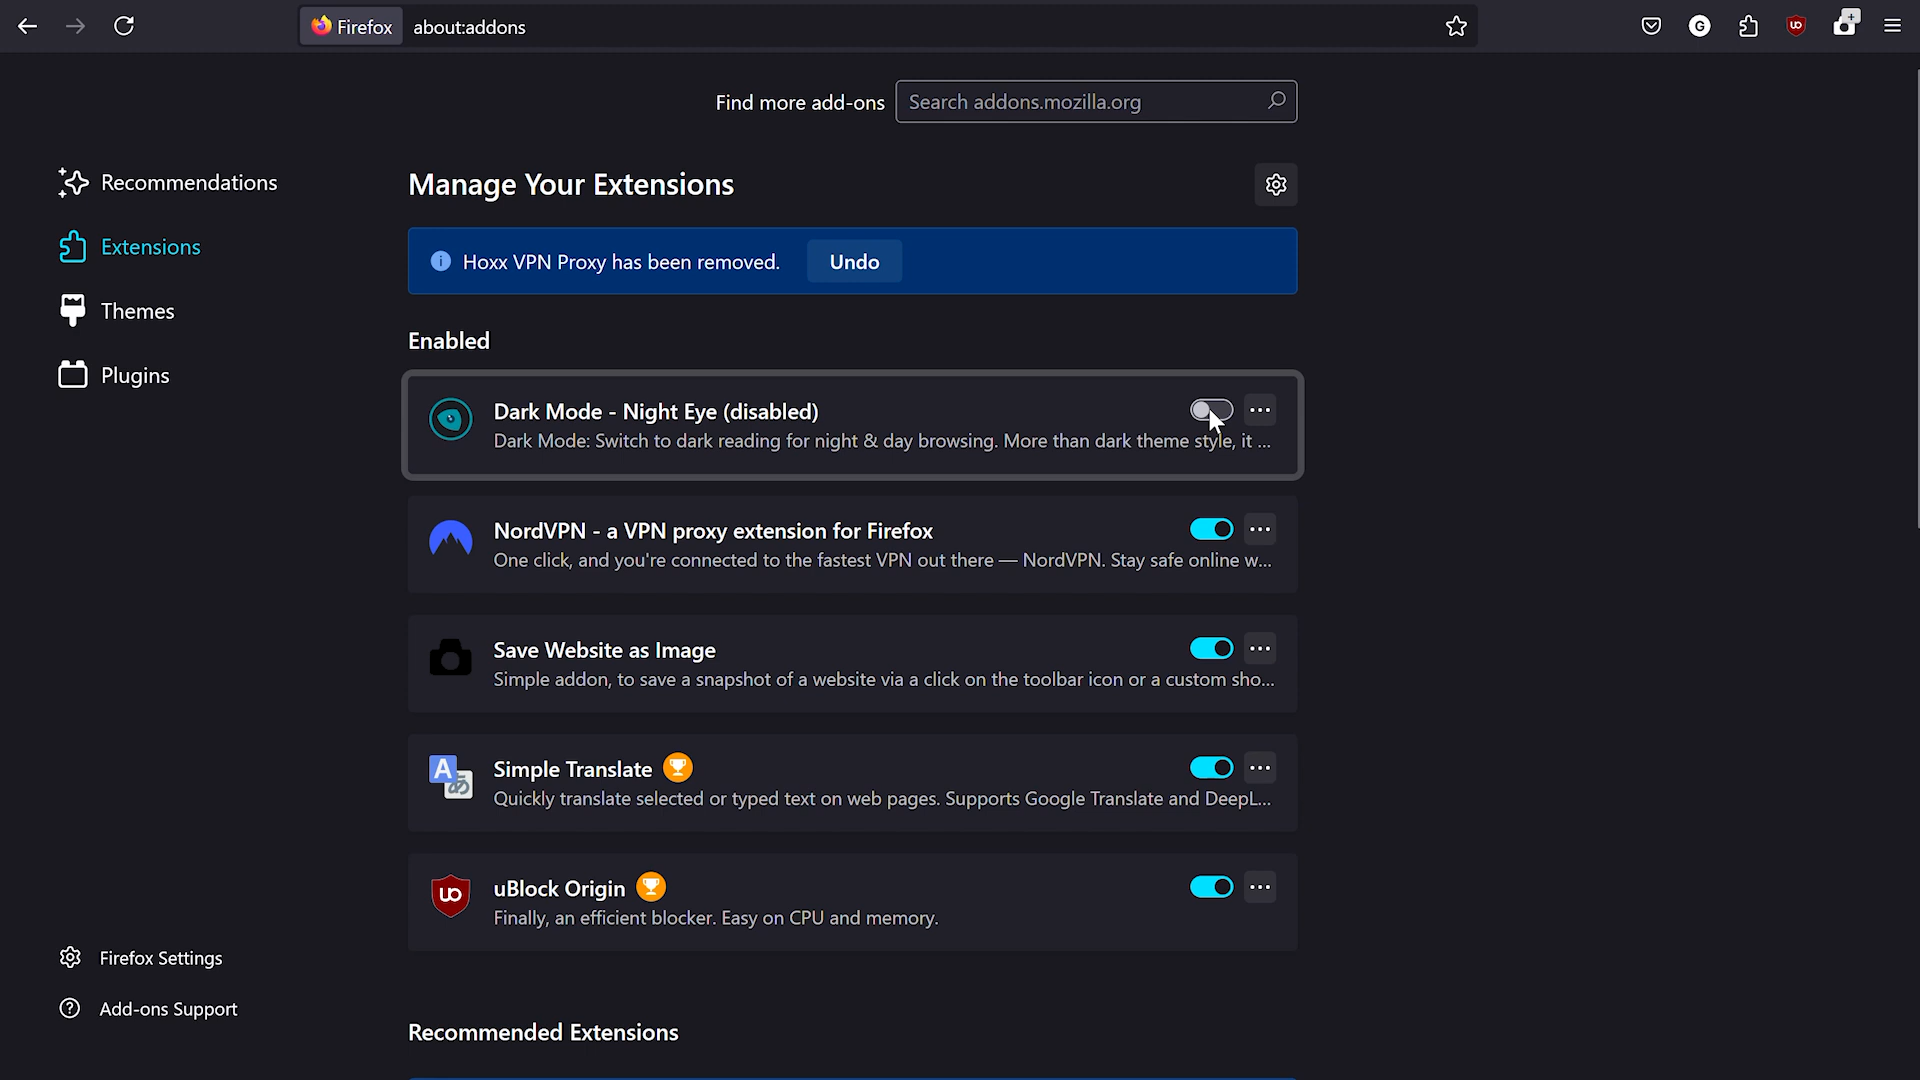 Firefox about:addons
Find more add-ons Search addons.mozilla.org
Recommendations
Extensions
Themes
Plugins
Manage Your Extensions
Hoxx VPN Proxy has been removed. Undo
Enabled
Dark Mode - Night Eye (disabled)
Dark Mode: Switch to dark reading for night & day browsing. More than dark theme style, it ...
NordVPN - a VPN proxy extension for Firefox
One click, and you're connected to the fastest VPN out there — NordVPN. Stay safe online w...
Save Website as Image
Simple addon, to save a snapshot of a website via a click on the toolbar icon or a custom sho...
Simple Translate
Quickly translate selected or typed text on web pages. Supports Google Translate and DeepL...
uBlock Origin
Finally, an efficient blocker. Easy on CPU and memory.
Firefox Settings
Add-ons Support
Recommended Extensions